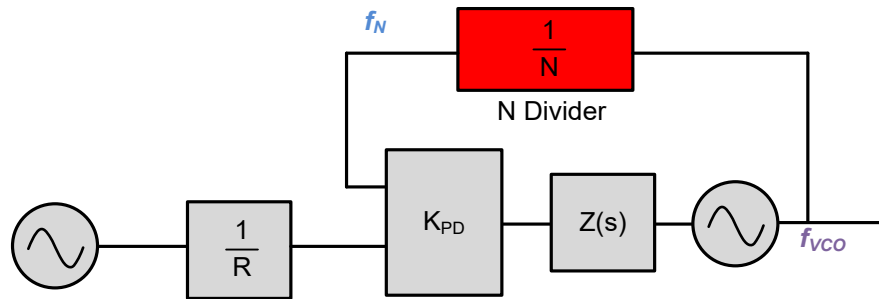 f_N
1
N
N Divider
K_PD
Z(s)
1
R
f_VCO